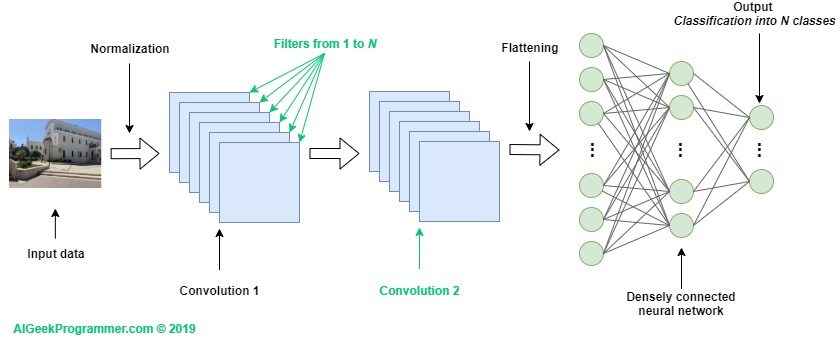 Normalization
Filters from 1 to N
Flattening
Output
Classification into N classes
Input data
Convolution 1
Convolution 2
Densely connected
neural network
AIGeekProgrammer.com © 2019